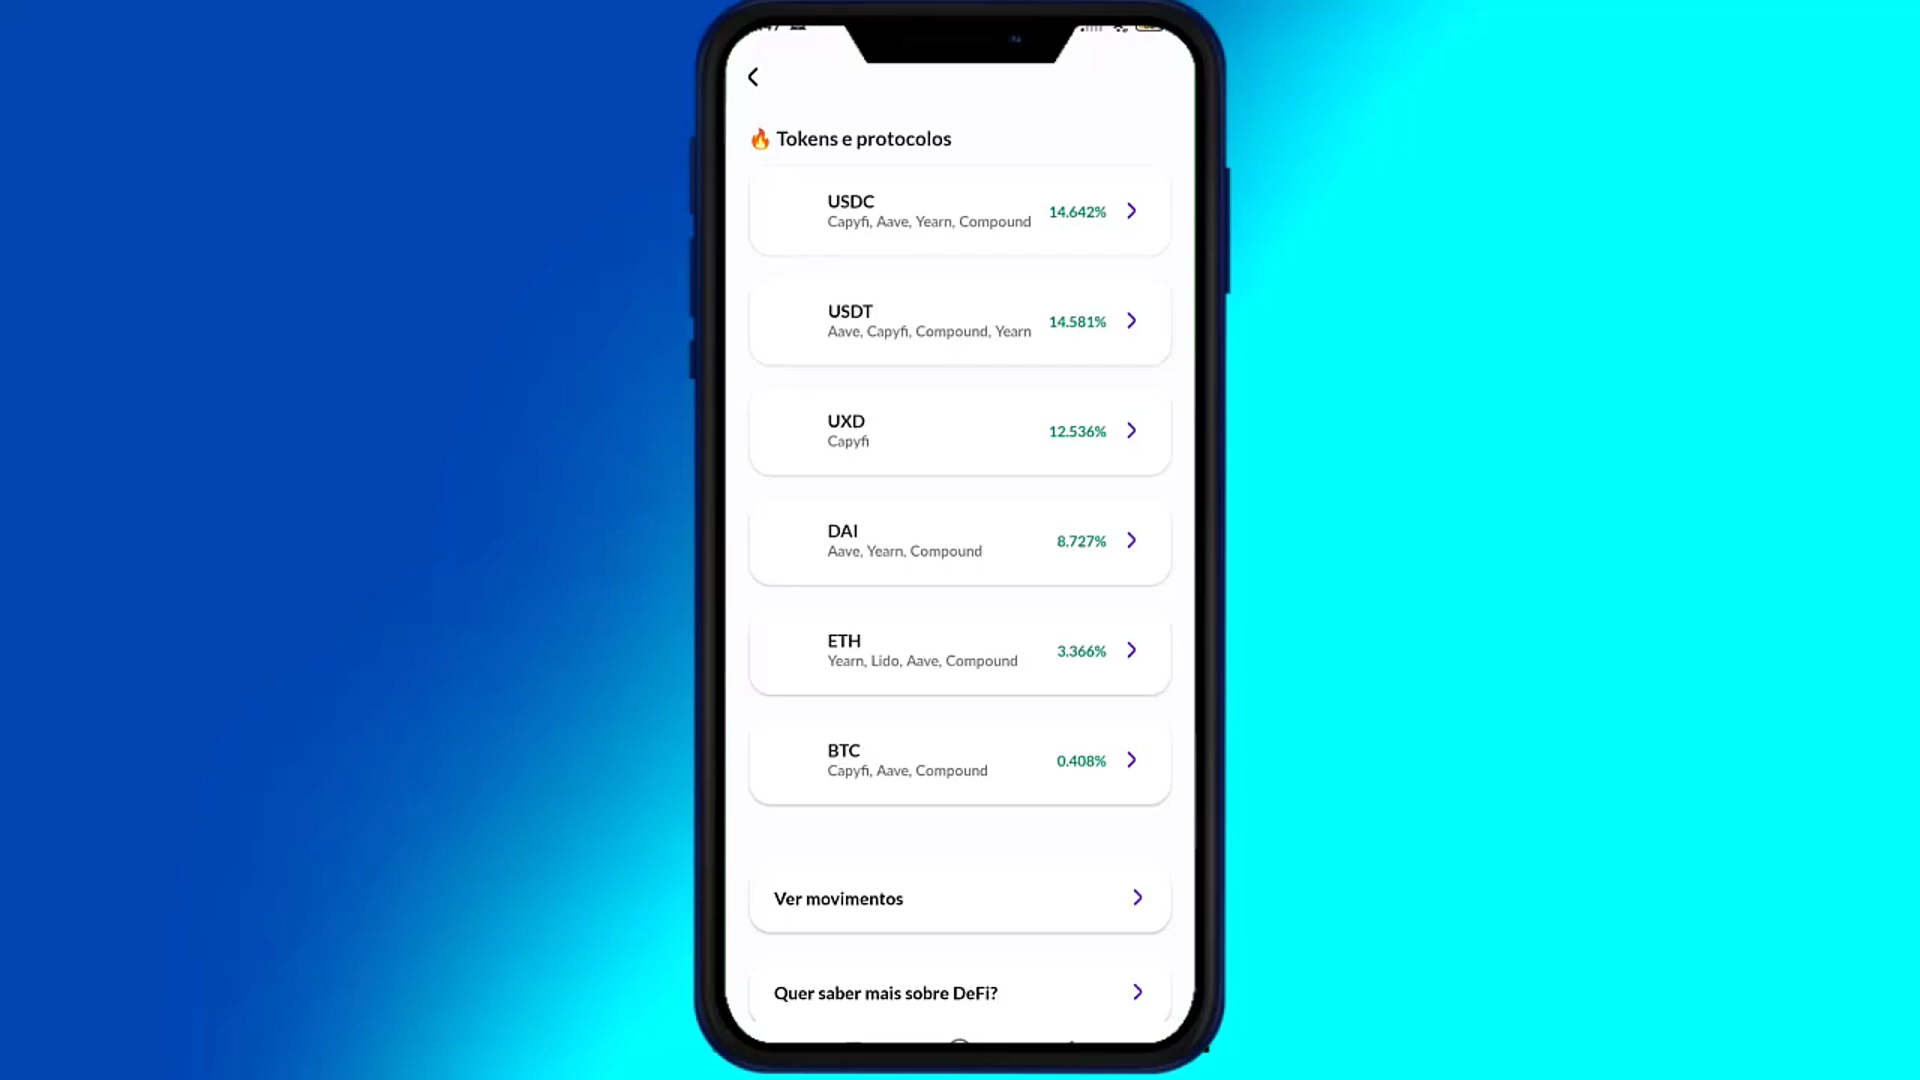 Tokens e protocolos
USDC
Capyfi, Aave, Yearn, Compound
14.642%
USDT
Aave, Capyfi, Compound, Yearn
14.581%
UXD
Capyfi
12.536%
DAI
Aave, Yearn, Compound
8.727%
ETH
Yearn, Lido, Aave, Compound
3.366%
BTC
Capyfi, Aave, Compound
0.408%
Ver movimentos
Quer saber mais sobre DeFi?